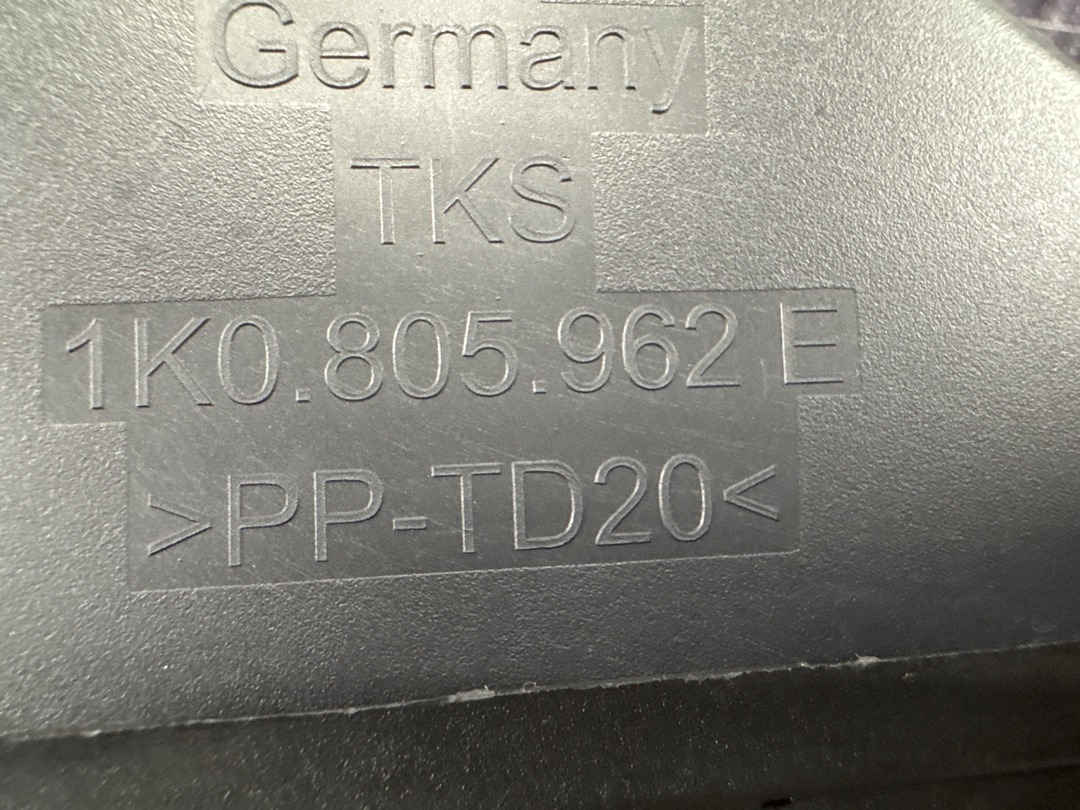 Germany
TKS
1K0.805.962 E
>PP-TD20<